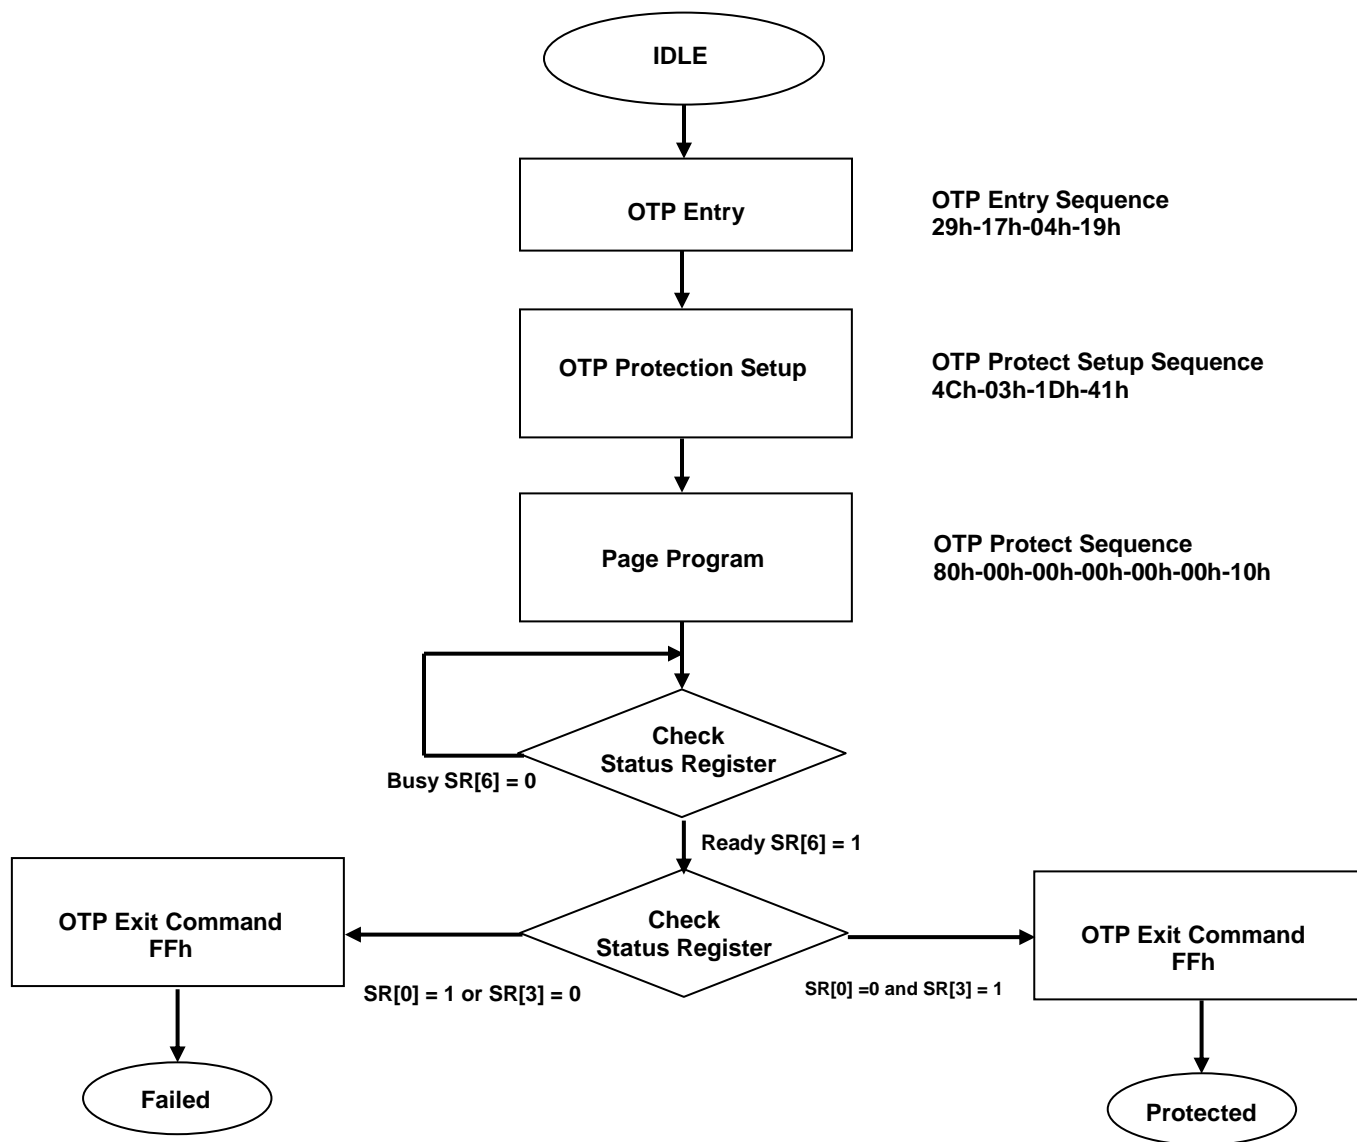 IDLE
OTP Entry
OTP Entry Sequence
29h-17h-04h-19h
OTP Protection Setup
OTP Protect Setup Sequence
4Ch-03h-1Dh-41h
Page Program
OTP Protect Sequence
80h-00h-00h-00h-00h-00h-10h
Check
Status Register
Busy SR[6] = 0
Ready SR[6] = 1
OTP Exit Command
FFh
Check
Status Register
OTP Exit Command
FFh
SR[0] = 1 or SR[3] = 0
SR[0] =0 and SR[3] = 1
Failed
Protected